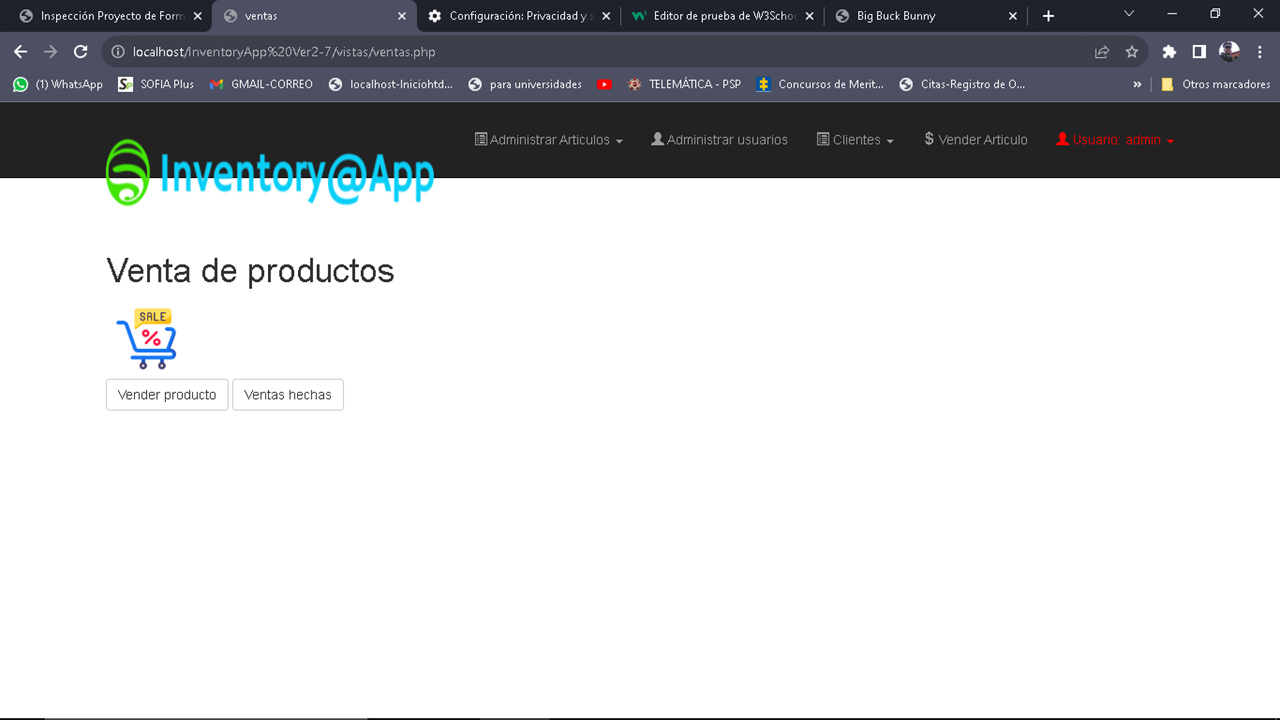 Inspección Proyecto de Form
ventas
Configuración: Privacidad y s
Editor de prueba de W3Schoo
Big Buck Bunny
localhost/InventoryApp%20Ver2-7/vistas/ventas.php
(1) WhatsApp
SOFIA Plus
GMAIL-CORREO
localhost-Iniciohtd...
para universidades
TELEMÁTICA - PSP
Concursos de Merit...
Citas-Registro de O...
»
Otros marcadores
Administrar Articulos
Administrar usuarios
Clientes
$ Vender Articulo
Usuario: admin
Inventory@App
Venta de productos
SALE
%
Vender producto
Ventas hechas